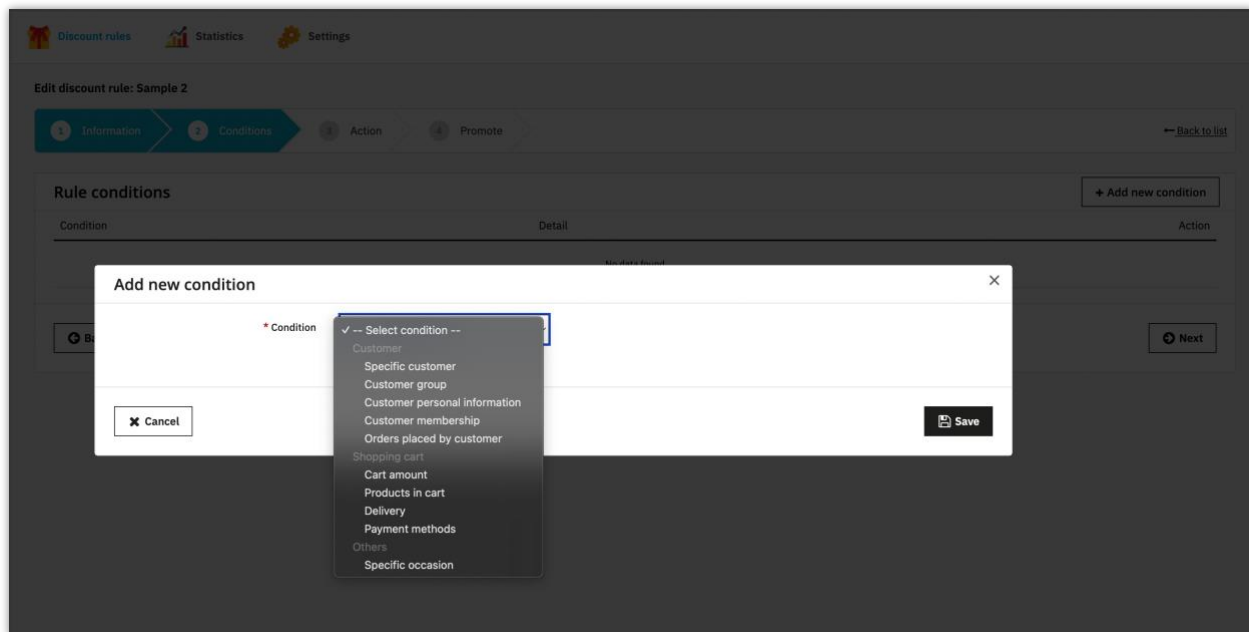 Discount rules Statistics Settings
Edit discount rule: Sample 2
1 Information 2 Conditions 3 Action 4 Promote Back to list
Rule conditions + Add new condition
Condition Detail Action
No data found
Add new condition ×
* Condition ✓ -- Select condition --
Customer
Specific customer
Customer group
Customer personal information
Customer membership
Orders placed by customer
Shopping cart
Cart amount
Products in cart
Delivery
Payment methods
Others
Specific occasion
Cancel Save
Next